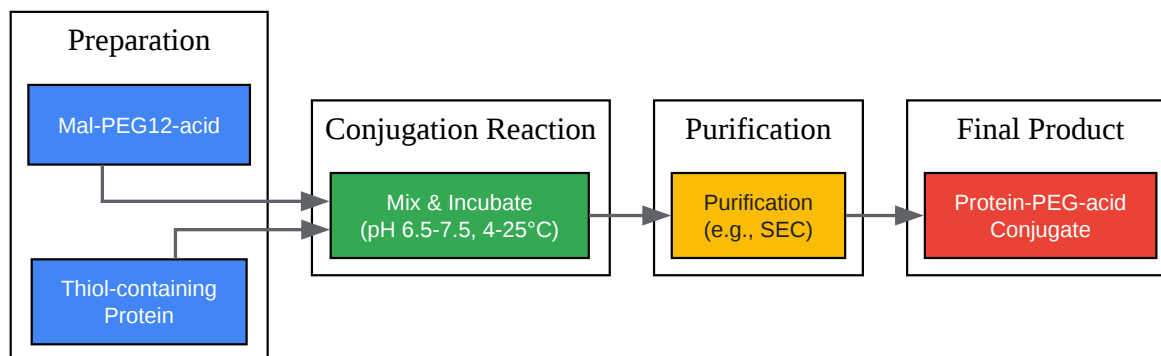 Preparation
Mal-PEG12-acid
Thiol-containing
Protein
Conjugation Reaction
Mix & Incubate
(pH 6.5-7.5, 4-25°C)
Purification
Purification
(e.g., SEC)
Final Product
Protein-PEG-acid
Conjugate